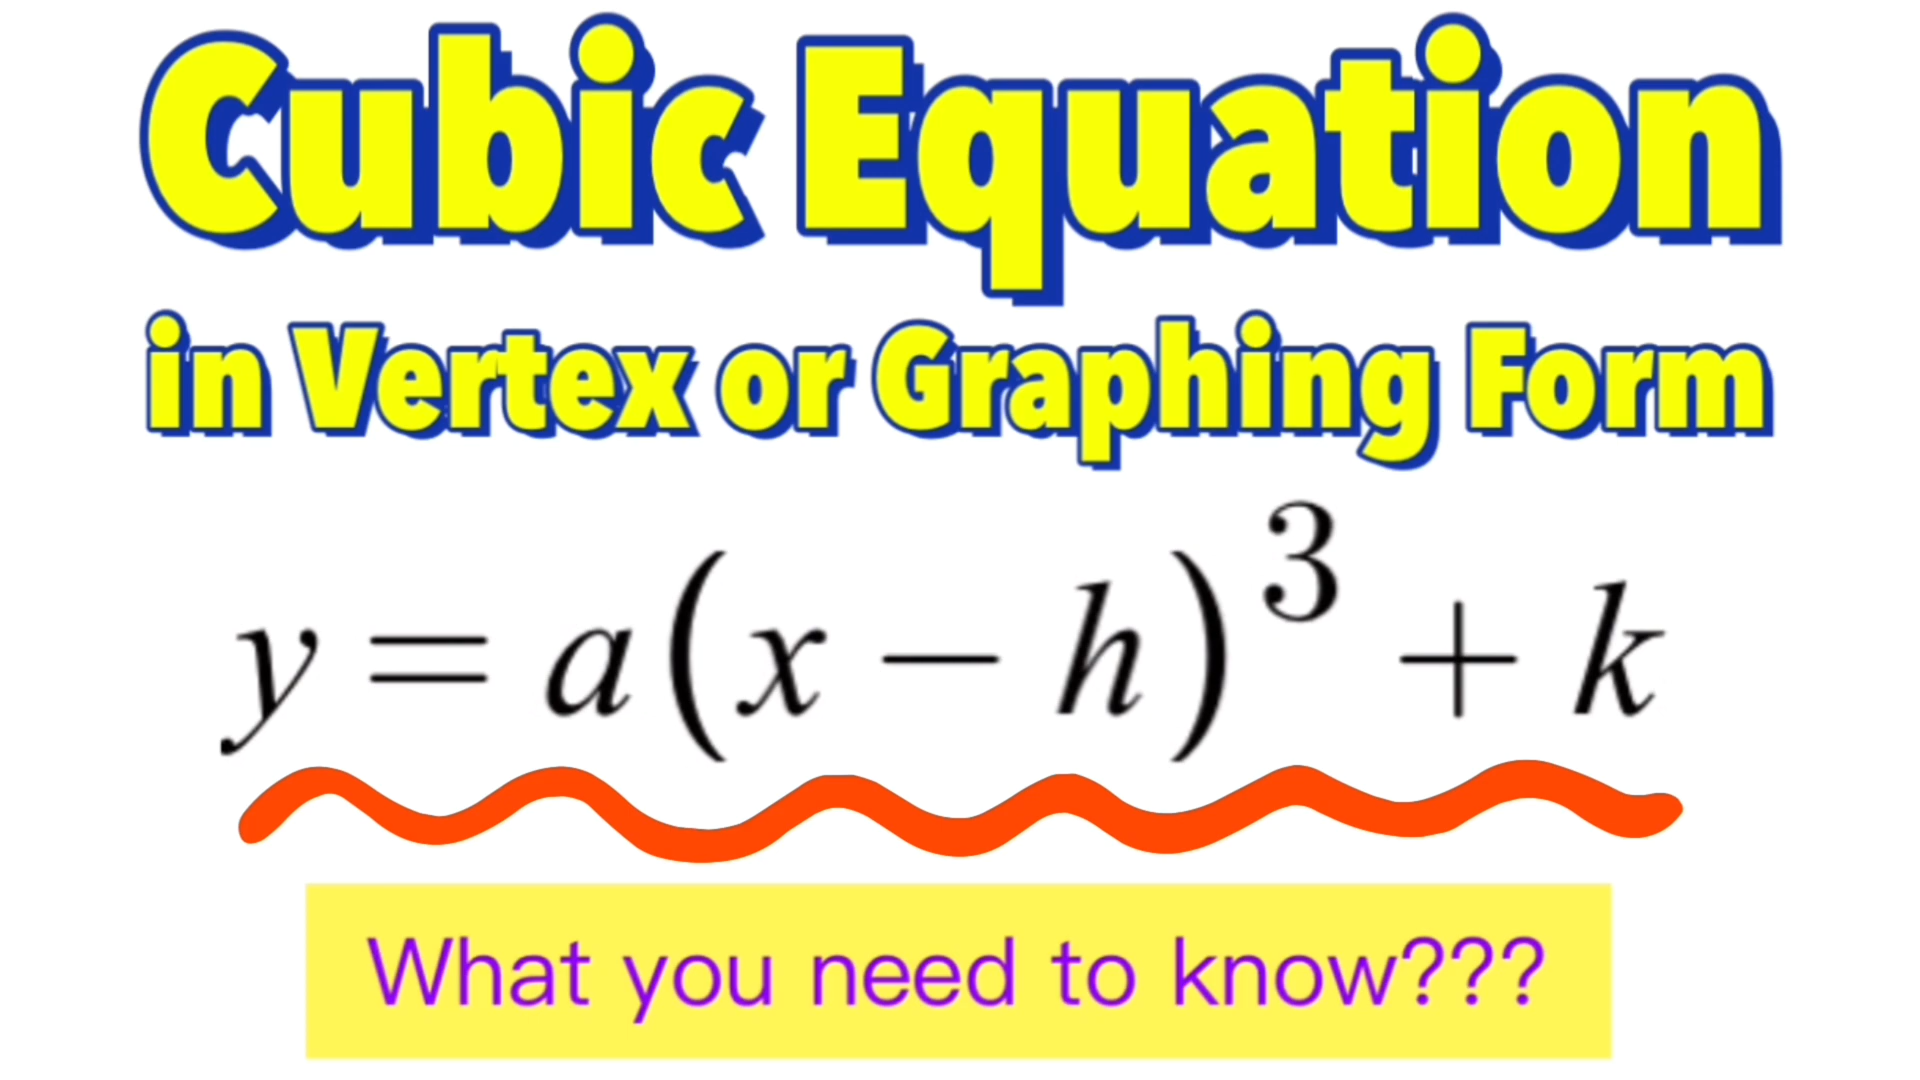 Cubic Equation
in Vertex or Graphing Form
y = a(x − h)³ + k
What you need to know???